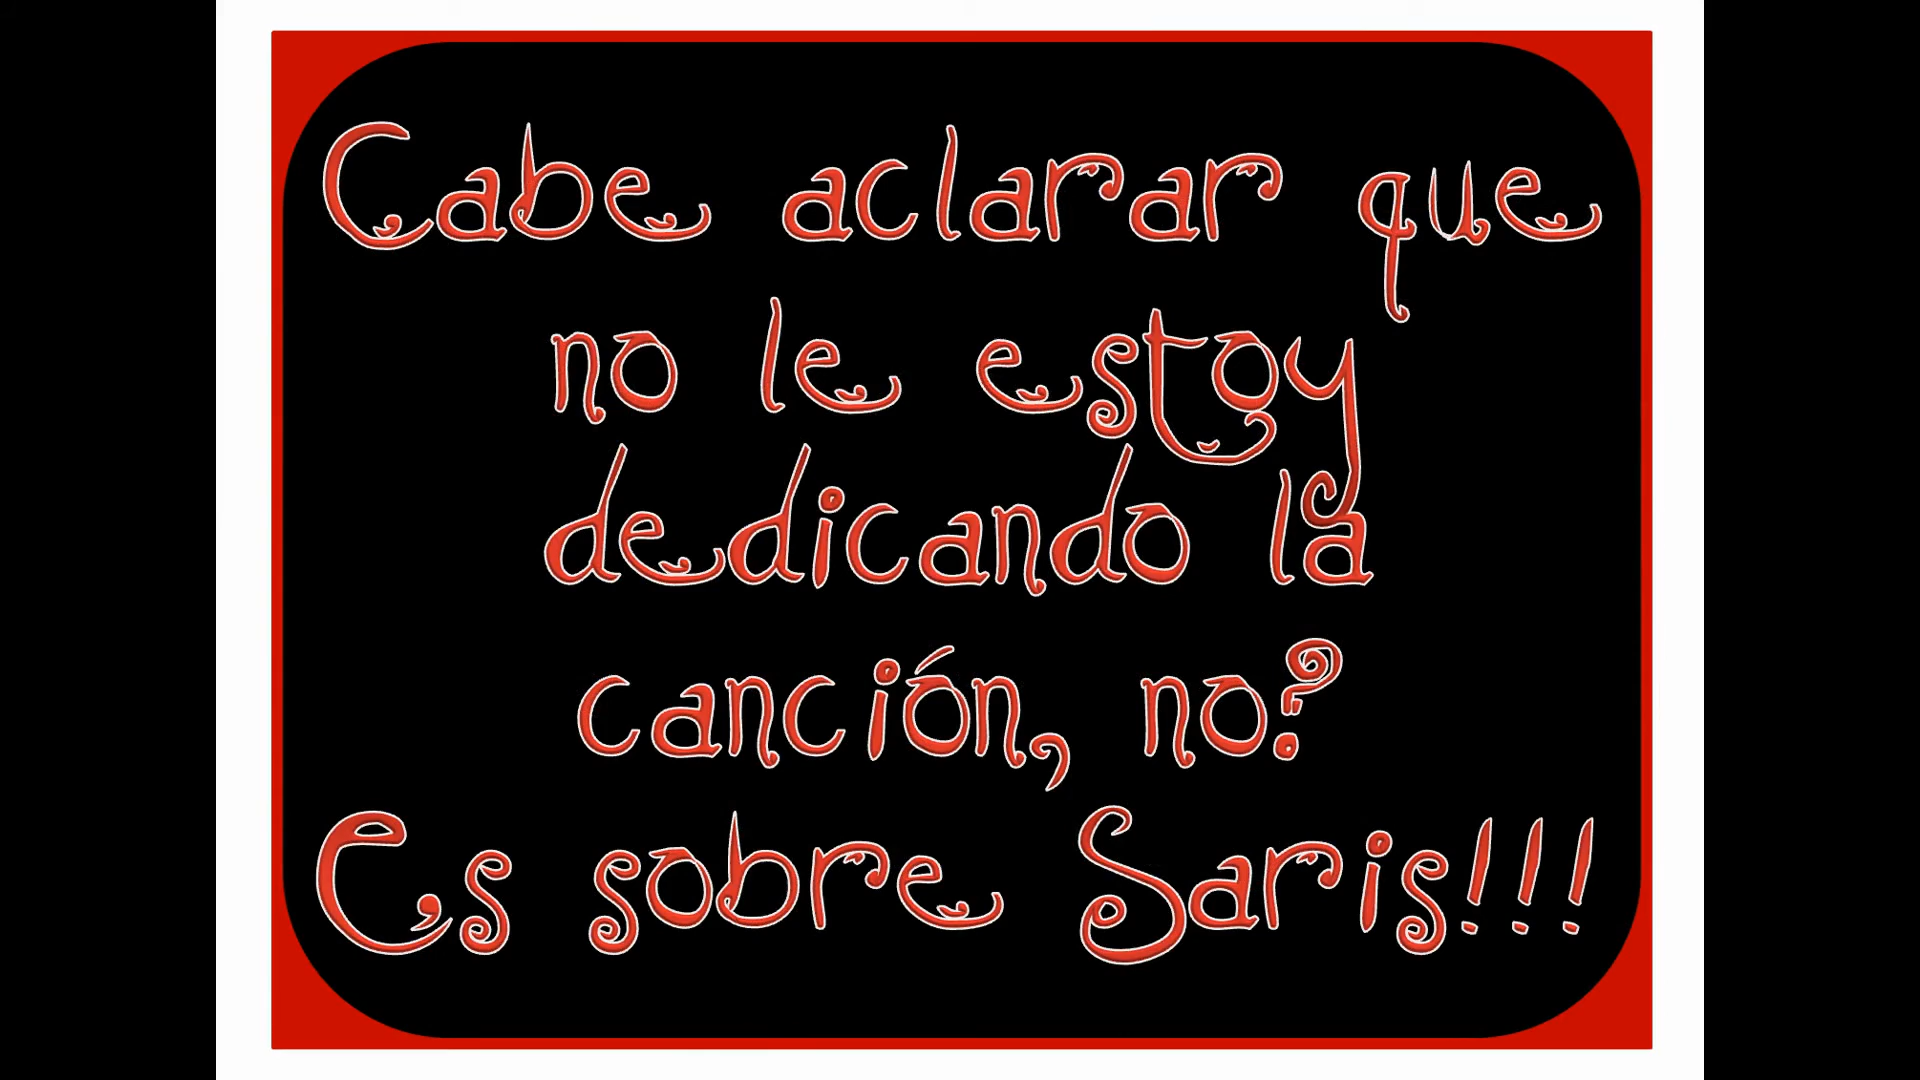 Cabe aclarar que
no le estoy
dedicando la
canción, no?
Es sobre Saris!!!